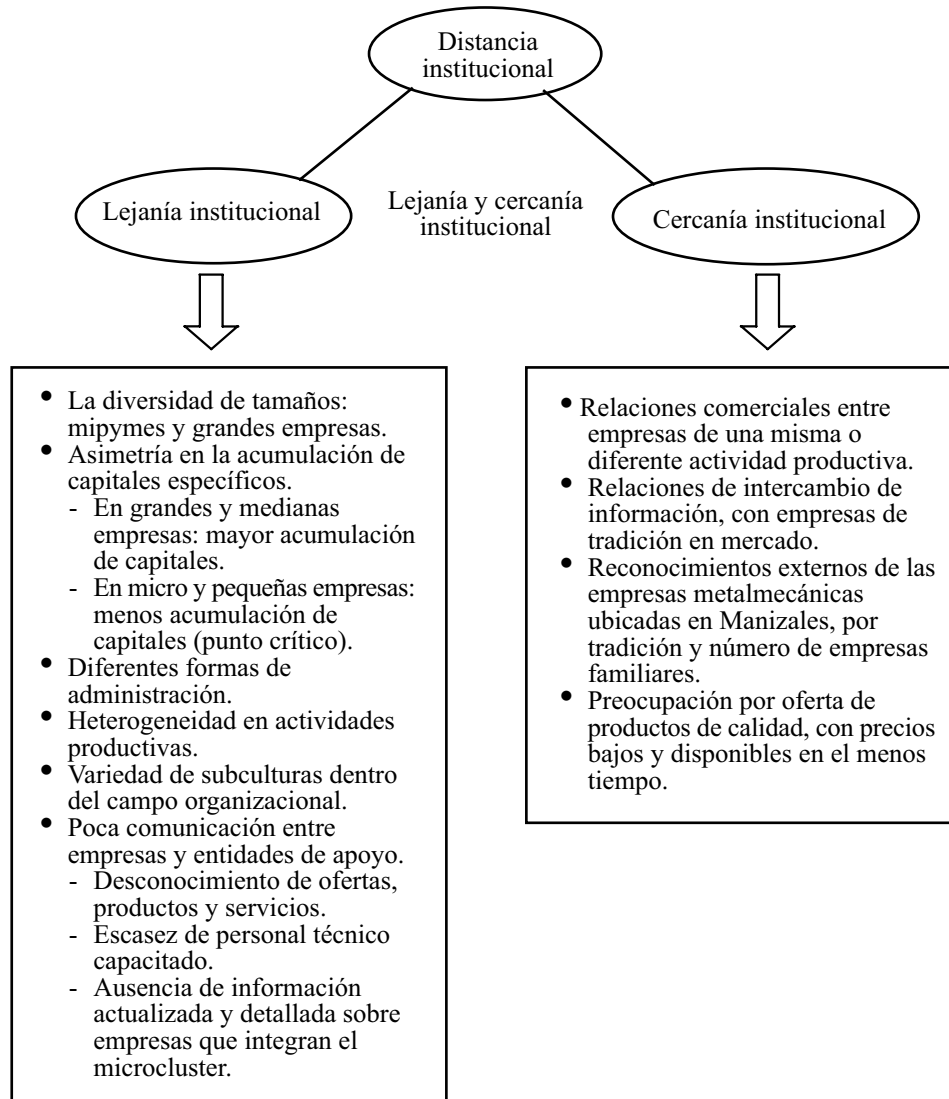 Distancia
institucional
Lejanía institucional
Lejanía y cercanía
institucional
Cercanía institucional
• La diversidad de tamaños:
mipymes y grandes empresas.
• Asimetría en la acumulación de
capitales específicos.
- En grandes y medianas
empresas: mayor acumulación
de capitales.
- En micro y pequeñas empresas:
menos acumulación de
capitales (punto crítico).
• Diferentes formas de
administración.
• Heterogeneidad en actividades
productivas.
• Variedad de subculturas dentro
del campo organizacional.
• Poca comunicación entre
empresas y entidades de apoyo.
- Desconocimiento de ofertas,
productos y servicios.
- Escasez de personal técnico
capacitado.
- Ausencia de información
actualizada y detallada sobre
empresas que integran el
microcluster.
• Relaciones comerciales entre
empresas de una misma o
diferente actividad productiva.
• Relaciones de intercambio de
información, con empresas de
tradición en mercado.
• Reconocimientos externos de las
empresas metalmecánicas
ubicadas en Manizales, por
tradición y número de empresas
familiares.
• Preocupación por oferta de
productos de calidad, con precios
bajos y disponibles en el menos
tiempo.